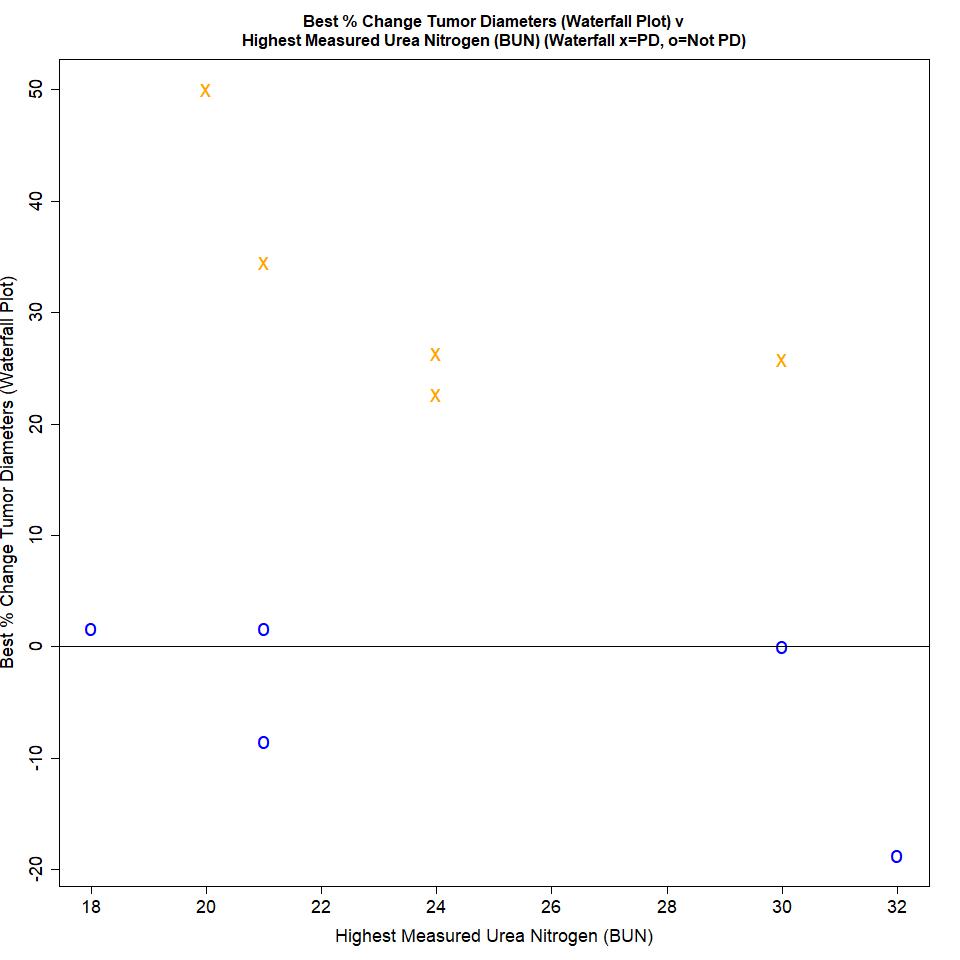 Best % Change Tumor Diameters (Waterfall Plot) v
Highest Measured Urea Nitrogen (BUN) (Waterfall x=PD, o=Not PD)
Best % Change Tumor Diameters (Waterfall Plot)
50
40
30
20
10
0
-10
-20
X
X
X
X
X
O
O
O
O
O
18 20 22 24 26 28 30 32
Highest Measured Urea Nitrogen (BUN)